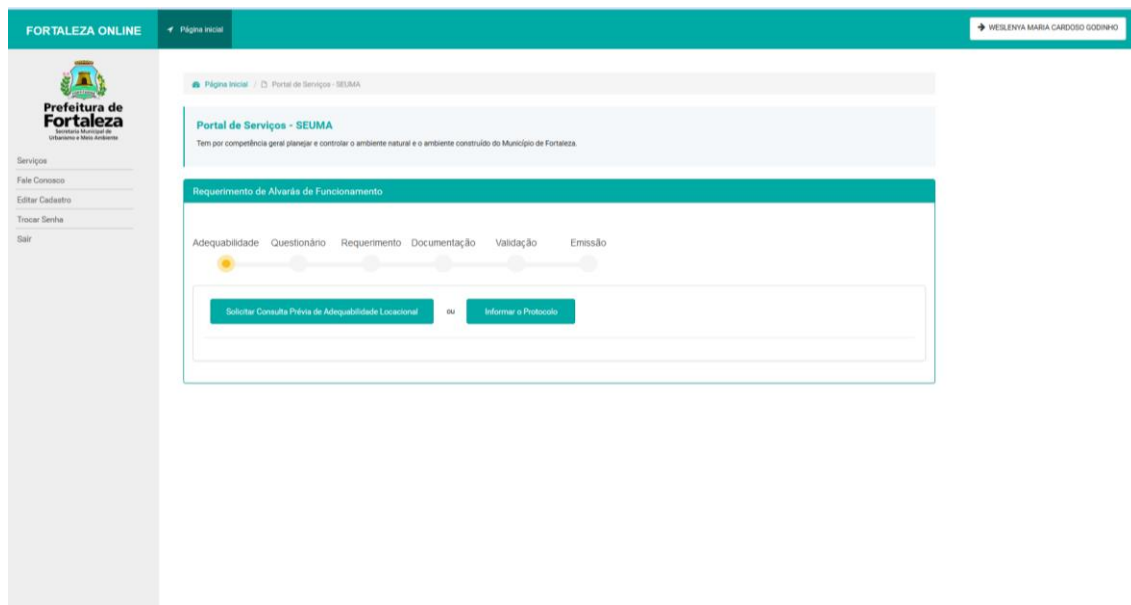 FORTALEZA ONLINE
Página inicial
WESLENYA MARIA CARDOSO GODINHO
Prefeitura de
Fortaleza
Secretaria Municipal de
Urbanismo e Meio Ambiente
Serviços
Fale Conosco
Editar Cadastro
Trocar Senha
Sair
Página Inicial / Portal de Serviços - SEUMA
Portal de Serviços - SEUMA
Tem por competência geral planejar e controlar o ambiente natural e o ambiente construído do Município de Fortaleza.
Requerimento de Alvarás de Funcionamento
Adequabilidade Questionário Requerimento Documentação Validação Emissão
Solicitar Consulta Prévia de Adequabilidade Locacional ou Informar o Protocolo